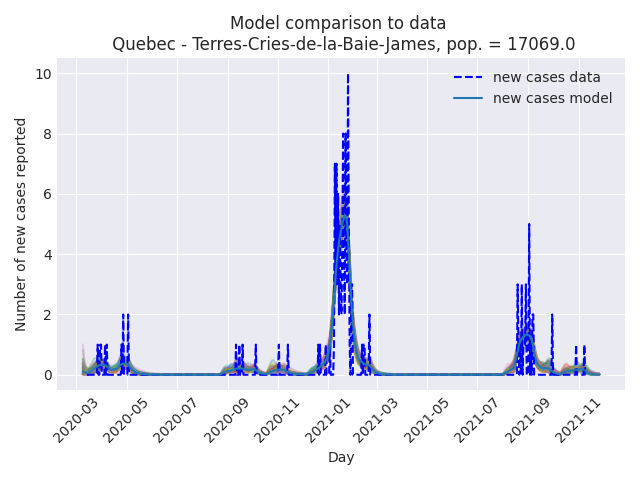 Model comparison to data
Quebec - Terres-Cries-de-la-Baie-James, pop. = 17069.0
new cases data
new cases model
Number of new cases reported
10
8
6
4
2
0
2020-03
2020-05
2020-07
2020-09
2020-11
2021-01
2021-03
2021-05
2021-07
2021-09
2021-11
Day